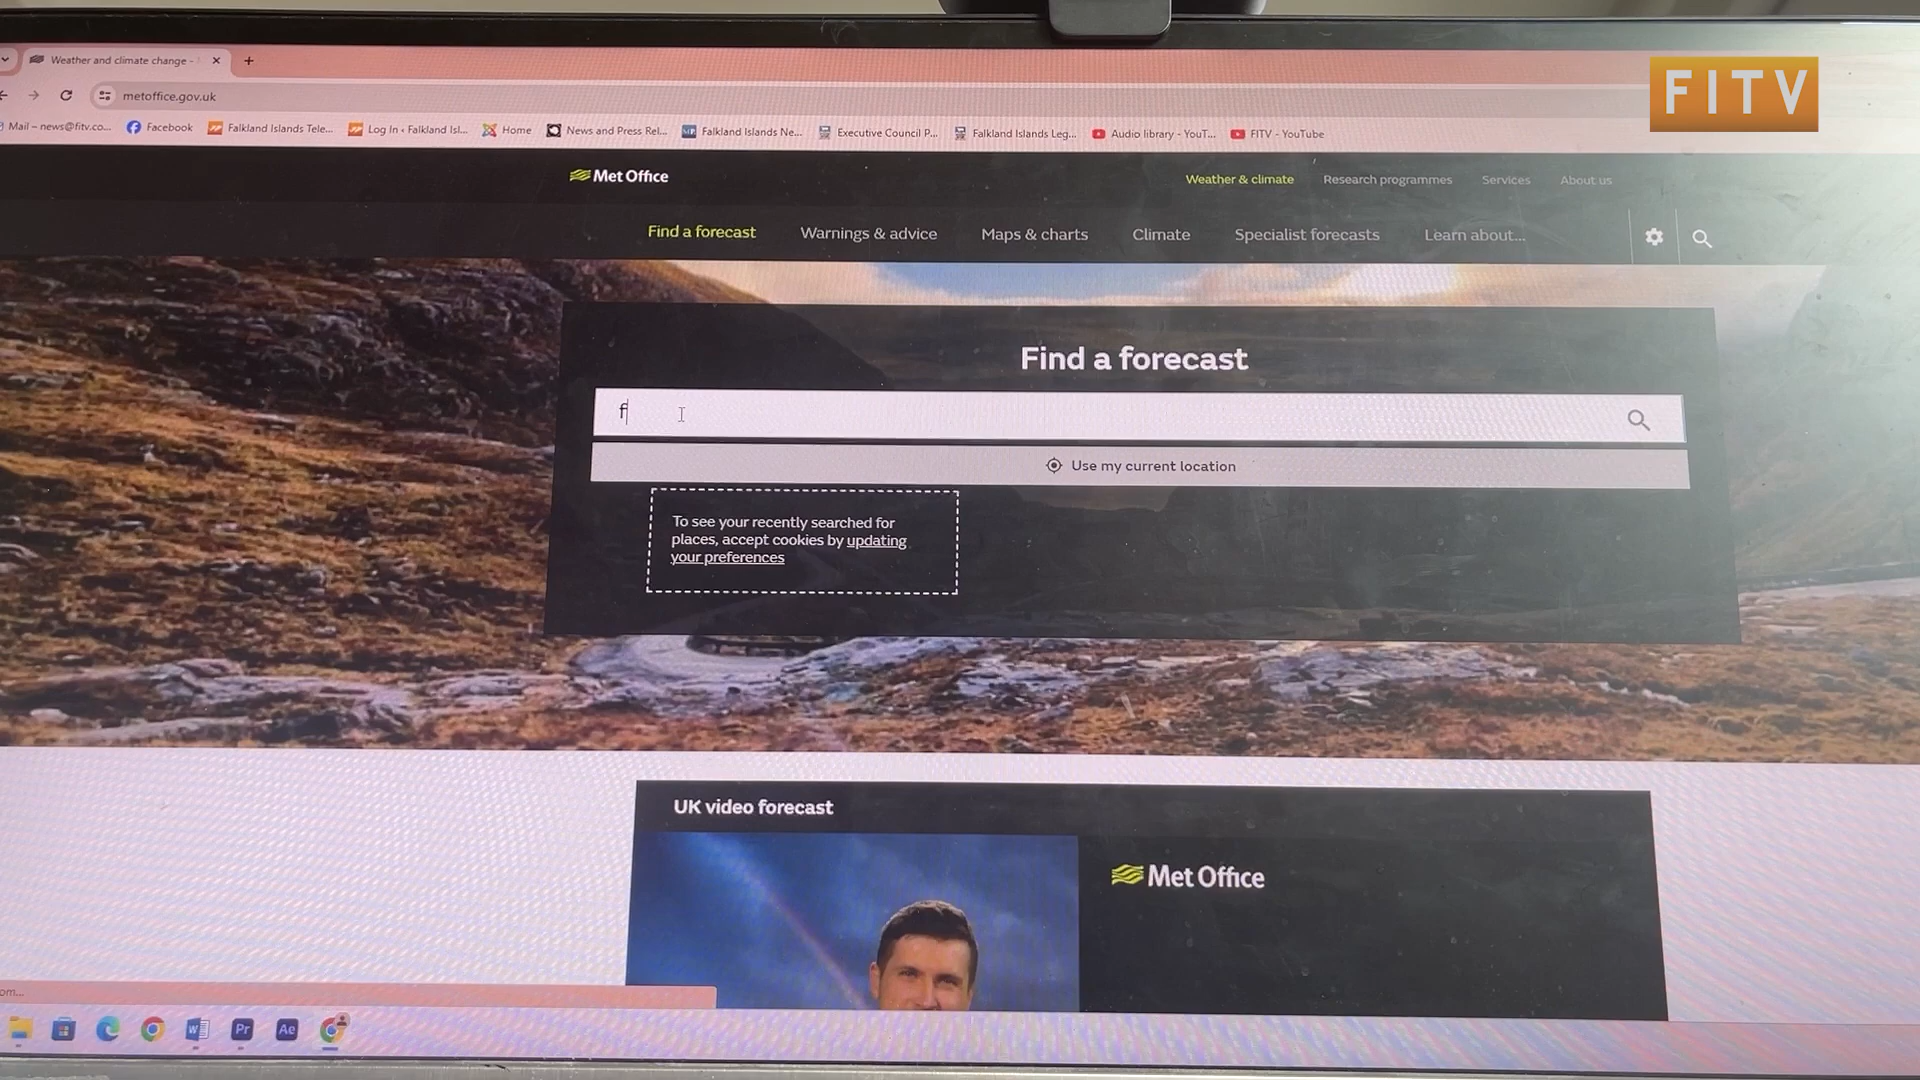 Weather and climate change -
FITV
metoffice.gov.uk
Mail – news@fitv.co...
Facebook
Falkland Islands Tele...
Log In ‹ Falkland Isl...
Home
News and Press Rel...
Falkland Islands Ne...
Executive Council P...
Falkland Islands Leg...
Audio library - YouT...
FITV - YouTube
Met Office
Weather & climate
Research programmes
Services
About us
Find a forecast
Warnings & advice
Maps & charts
Climate
Specialist forecasts
Learn about...
Find a forecast
f
Use my current location
To see your recently searched for
places, accept cookies by updating
your preferences
UK video forecast
Met Office
om...
W
Pr
Ae